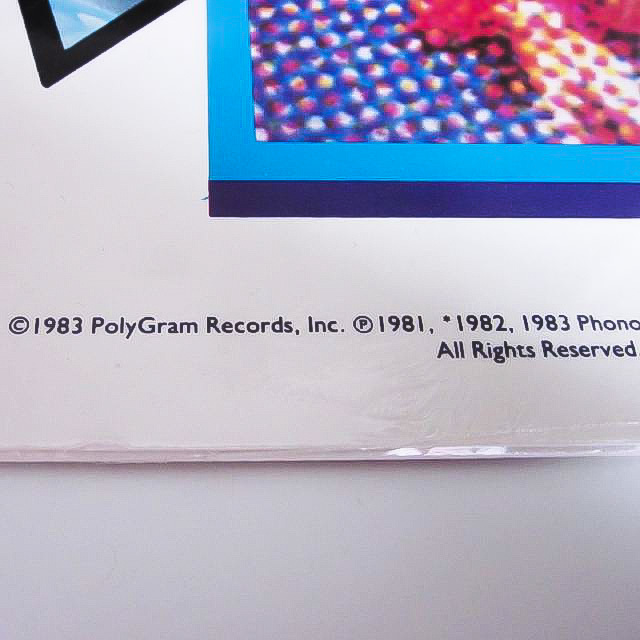 ©1983 PolyGram Records, Inc. ℗1981, *1982, 1983 Phono
All Rights Reserved.